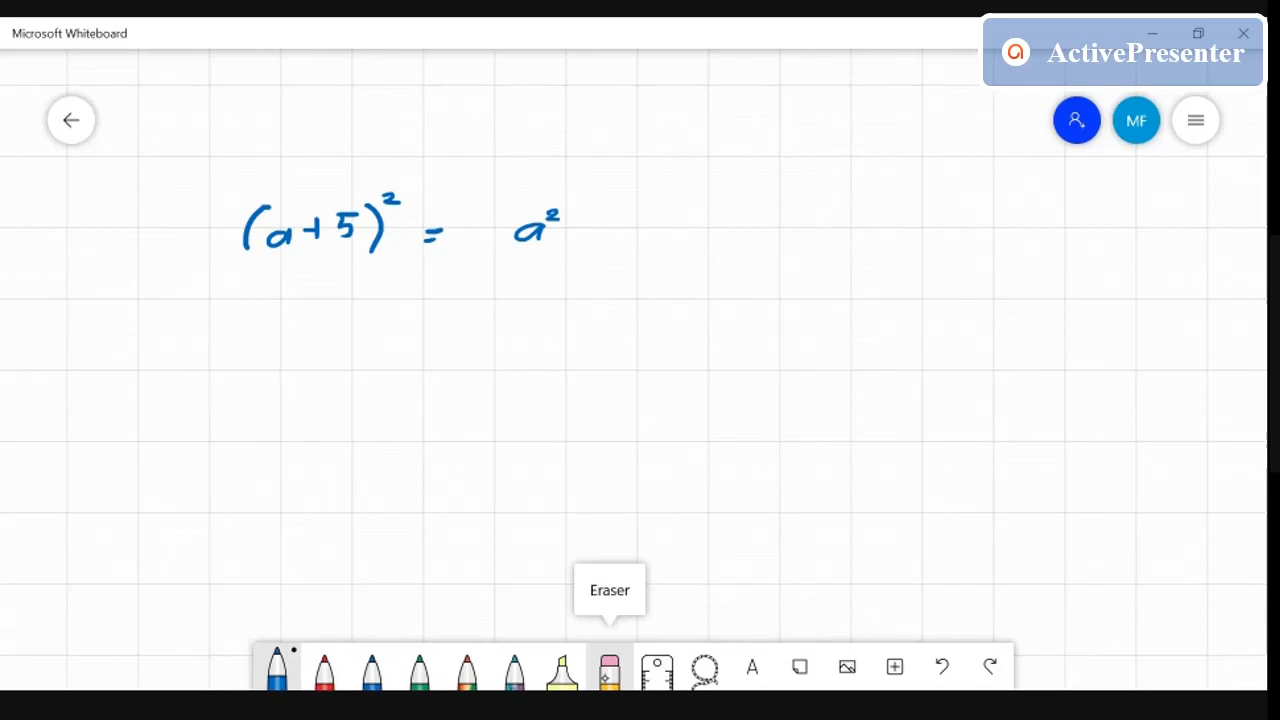 Microsoft Whiteboard
ActivePresenter
MF
(a+5)² = a²
Eraser
A